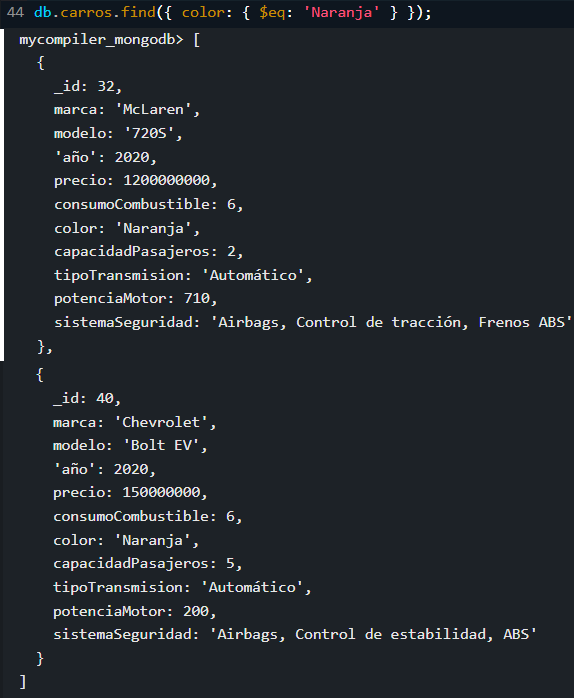 44 db.carros.find({ color: { $eq: 'Naranja' } });
mycompiler_mongodb> [
  {
    _id: 32,
    marca: 'McLaren',
    modelo: '720S',
    'año': 2020,
    precio: 1200000000,
    consumoCombustible: 6,
    color: 'Naranja',
    capacidadPasajeros: 2,
    tipoTransmision: 'Automático',
    potenciaMotor: 710,
    sistemaSeguridad: 'Airbags, Control de tracción, Frenos ABS'
  },
  {
    _id: 40,
    marca: 'Chevrolet',
    modelo: 'Bolt EV',
    'año': 2020,
    precio: 150000000,
    consumoCombustible: 6,
    color: 'Naranja',
    capacidadPasajeros: 5,
    tipoTransmision: 'Automático',
    potenciaMotor: 200,
    sistemaSeguridad: 'Airbags, Control de estabilidad, ABS'
  }
]